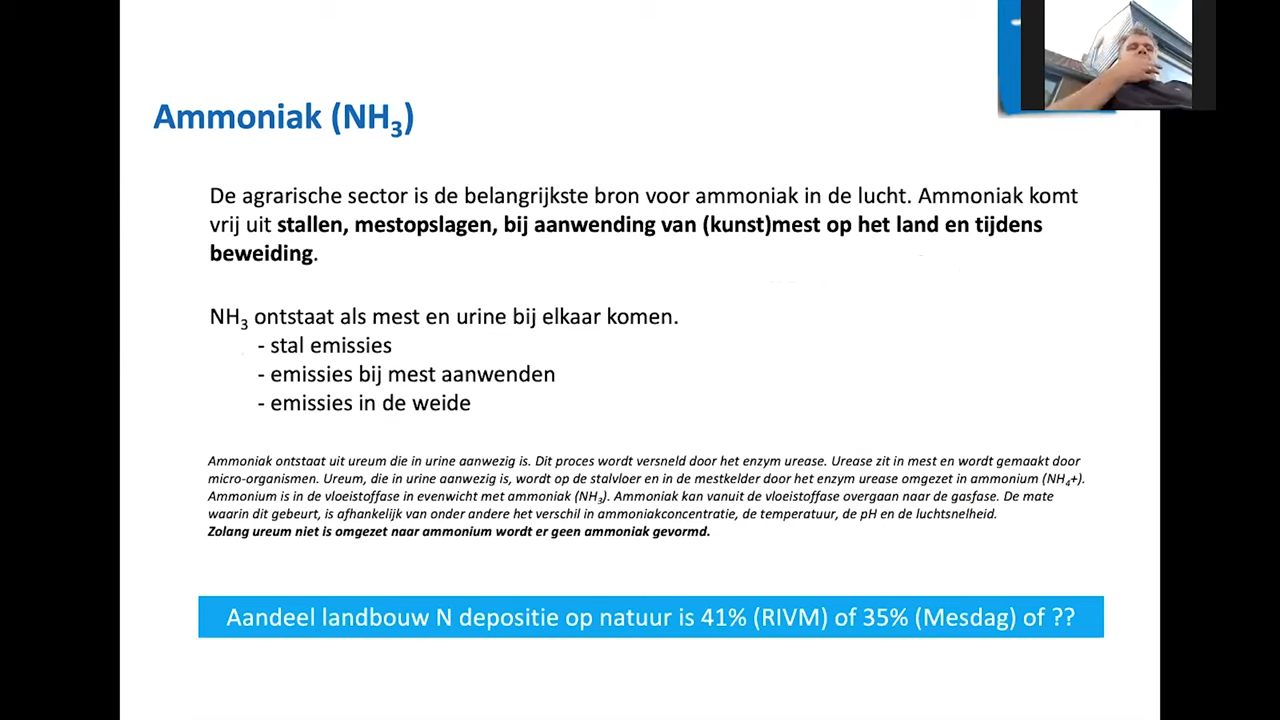 Ammoniak (NH₃)
De agrarische sector is de belangrijkste bron voor ammoniak in de lucht. Ammoniak komt
vrij uit stallen, mestopslagen, bij aanwending van (kunst)mest op het land en tijdens
beweiding.
NH₃ ontstaat als mest en urine bij elkaar komen.
- stal emissies
- emissies bij mest aanwenden
- emissies in de weide
Ammoniak ontstaat uit ureum die in urine aanwezig is. Dit proces wordt versneld door het enzym urease. Urease zit in mest en wordt gemaakt door
micro-organismen. Ureum, die in urine aanwezig is, wordt op de stalvloer en in de mestkelder door het enzym urease omgezet in ammonium (NH₄+).
Ammonium is in de vloeistoffase in evenwicht met ammoniak (NH₃). Ammoniak kan vanuit de vloeistoffase overgaan naar de gasfase. De mate
waarin dit gebeurt, is afhankelijk van onder andere het verschil in ammoniakconcentratie, de temperatuur, de pH en de luchtsnelheid.
Zolang ureum niet is omgezet naar ammonium wordt er geen ammoniak gevormd.
Aandeel landbouw N depositie op natuur is 41% (RIVM) of 35% (Mesdag) of ??